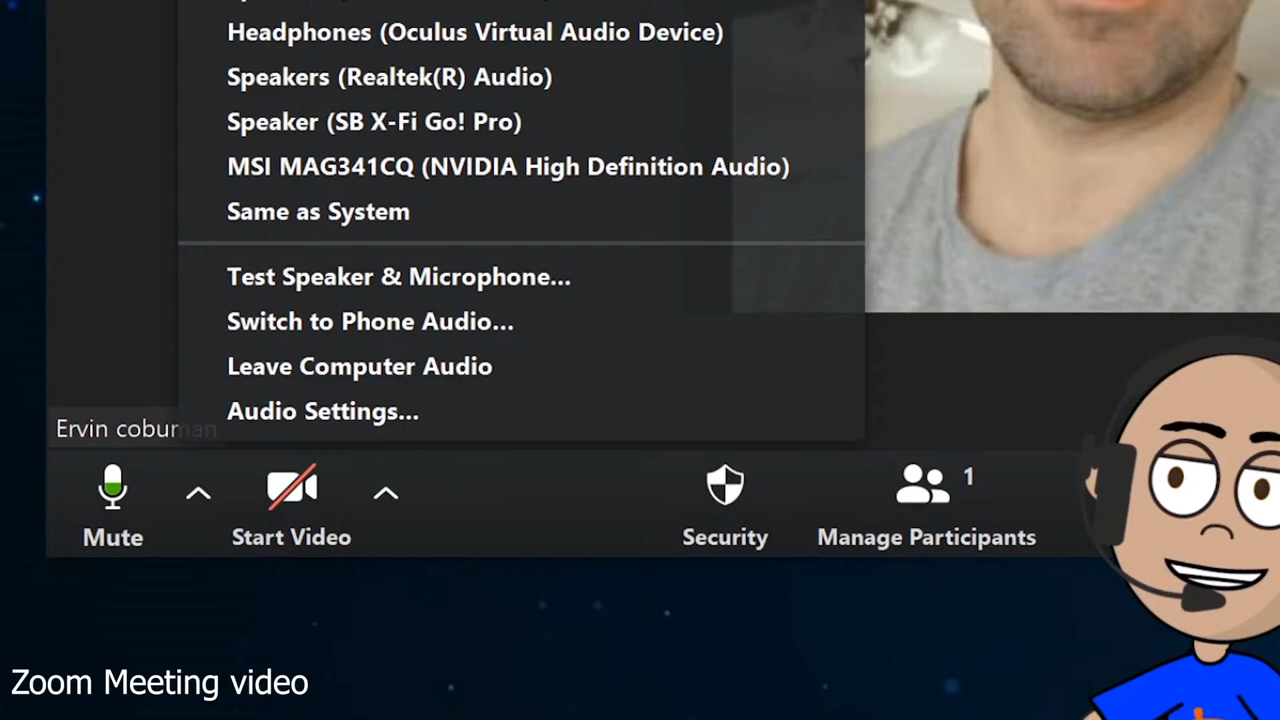 Headphones (Oculus Virtual Audio Device)
Speakers (Realtek(R) Audio)
Speaker (SB X-Fi Go! Pro)
MSI MAG341CQ (NVIDIA High Definition Audio)
Same as System
Test Speaker & Microphone...
Switch to Phone Audio...
Leave Computer Audio
Audio Settings...
Ervin coburnan
1
Mute
Start Video
Security
Manage Participants
Zoom Meeting video